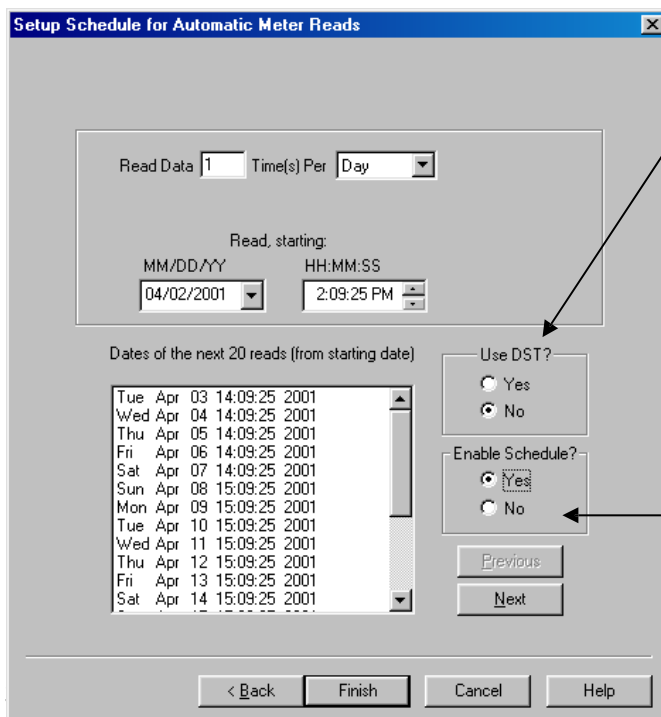 Setup Schedule for Automatic Meter Reads
Read Data 1 Time(s) Per Day
Read, starting:
MM/DD/YY HH:MM:SS
04/02/2001 2:09:25 PM
Dates of the next 20 reads (from starting date)
Tue Apr 03 14:09:25 2001
Wed Apr 04 14:09:25 2001
Thu Apr 05 14:09:25 2001
Fri Apr 06 14:09:25 2001
Sat Apr 07 14:09:25 2001
Sun Apr 08 15:09:25 2001
Mon Apr 09 15:09:25 2001
Tue Apr 10 15:09:25 2001
Wed Apr 11 15:09:25 2001
Thu Apr 12 15:09:25 2001
Fri Apr 13 15:09:25 2001
Sat Apr 14 15:09:25 2001
Use DST?
Yes
No
Enable Schedule?
Yes
No
Previous
Next
< Back Finish Cancel Help